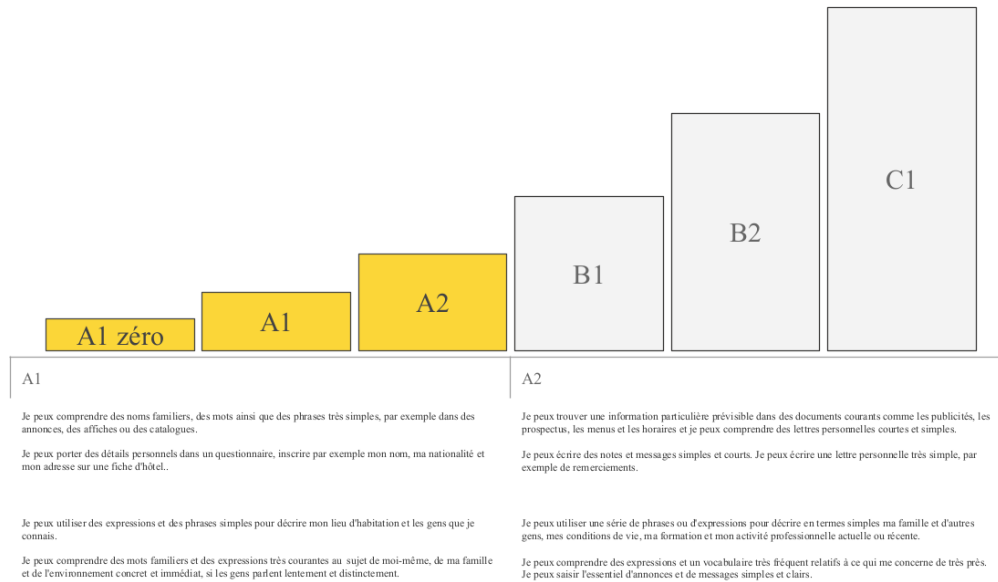 A1 zéro
A1
A2
B1
B2
C1
A1
Je peux comprendre des noms familiers, des mots ainsi que des phrases très simples, par exemple dans des
annonces, des affiches ou des catalogues.
Je peux porter des détails personnels dans un questionnaire, inscrire par exemple mon nom, ma nationalité et
mon adresse sur une fiche d'hôtel..
Je peux utiliser des expressions et des phrases simples pour décrire mon lieu d'habitation et les gens que je
connais.
Je peux comprendre des mots familiers et des expressions très courantes au sujet de moi-même, de ma famille
et de l'environnement concret et immédiat, si les gens parlent lentement et distinctement.
A2
Je peux trouver une information particulière prévisible dans des documents courants comme les publicités, les
prospectus, les menus et les horaires et je peux comprendre des lettres personnelles courtes et simples.
Je peux écrire des notes et messages simples et courts. Je peux écrire une lettre personnelle très simple, par
exemple de remerciements.
Je peux utiliser une série de phrases ou d'expressions pour décrire en termes simples ma famille et d'autres
gens, mes conditions de vie, ma formation et mon activité professionnelle actuelle ou récente.
Je peux comprendre des expressions et un vocabulaire très fréquent relatifs à ce qui me concerne de très près.
Je peux saisir l'essentiel d'annonces et de messages simples et clairs.